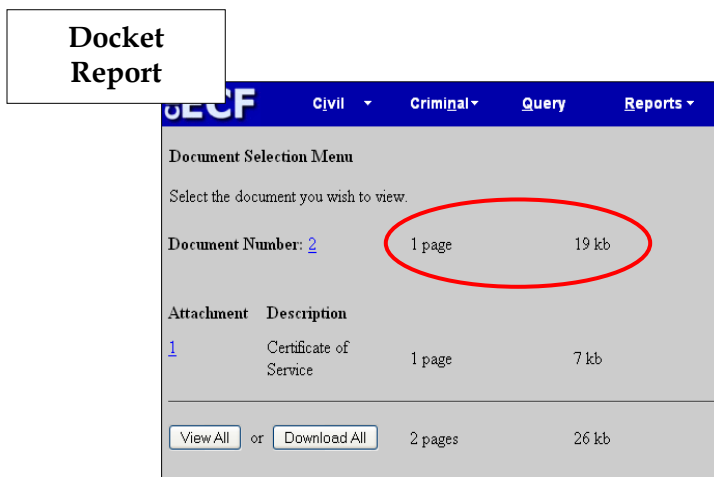 Docket
Report
ECF Civil Criminal Query Reports
Document Selection Menu
Select the document you wish to view.
Document Number: 2 1 page 19 kb
Attachment Description
1 Certificate of
Service 1 page 7 kb
View All or Download All 2 pages 26 kb